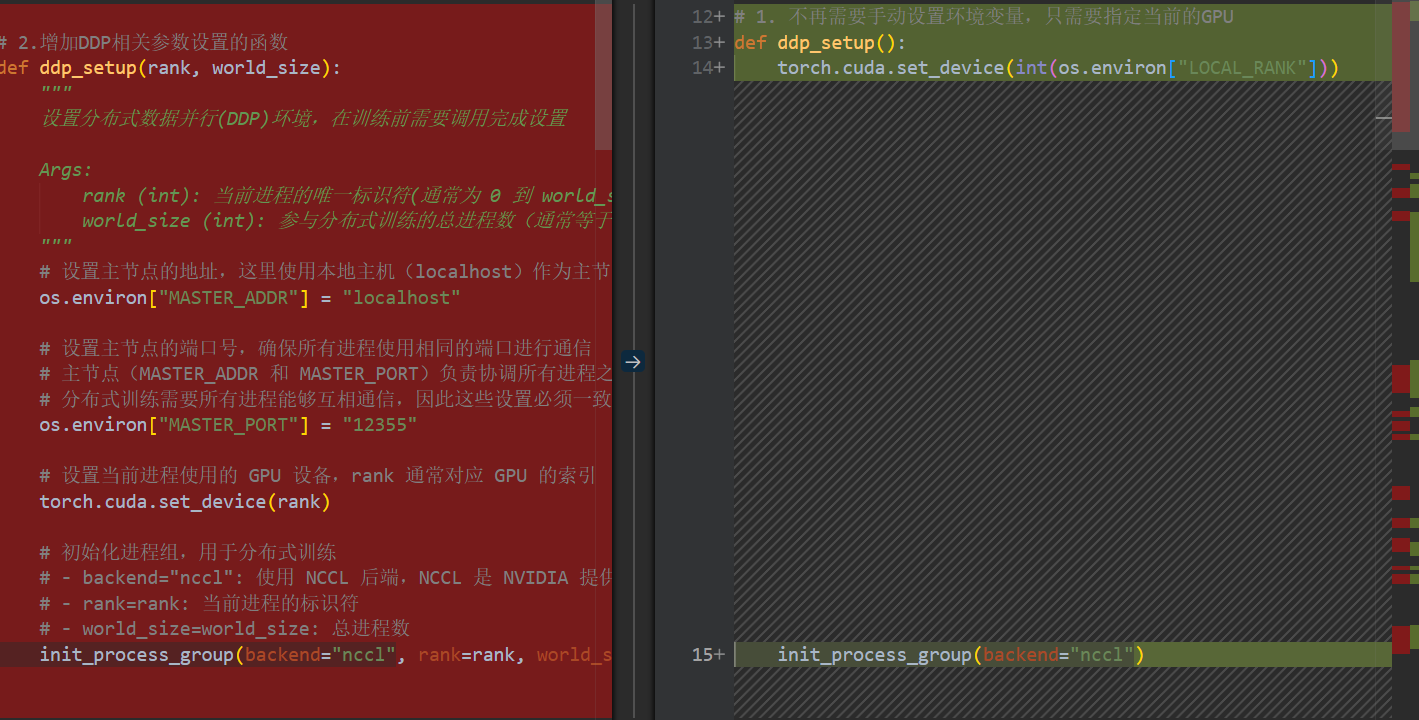 # 2.增加DDP相关参数设置的函数
def ddp_setup(rank, world_size):
"""
设置分布式数据并行(DDP)环境，在训练前需要调用完成设置
Args:
rank (int): 当前进程的唯一标识符(通常为 0 到 world_s
world_size (int): 参与分布式训练的总进程数（通常等于
"""
# 设置主节点的地址，这里使用本地主机（localhost）作为主节
os.environ["MASTER_ADDR"] = "localhost"
# 设置主节点的端口号，确保所有进程使用相同的端口进行通信
# 主节点（MASTER_ADDR 和 MASTER_PORT）负责协调所有进程之
# 分布式训练需要所有进程能够互相通信，因此这些设置必须一致
os.environ["MASTER_PORT"] = "12355"
# 设置当前进程使用的 GPU 设备，rank 通常对应 GPU 的索引
torch.cuda.set_device(rank)
# 初始化进程组，用于分布式训练
# - backend="nccl": 使用 NCCL 后端，NCCL 是 NVIDIA 提供
# - rank=rank: 当前进程的标识符
# - world_size=world_size: 总进程数
init_process_group(backend="nccl", rank=rank, world_s
12+ # 1. 不再需要手动设置环境变量，只需要指定当前的GPU
13+ def ddp_setup():
14+ torch.cuda.set_device(int(os.environ["LOCAL_RANK"]))
15+ init_process_group(backend="nccl")